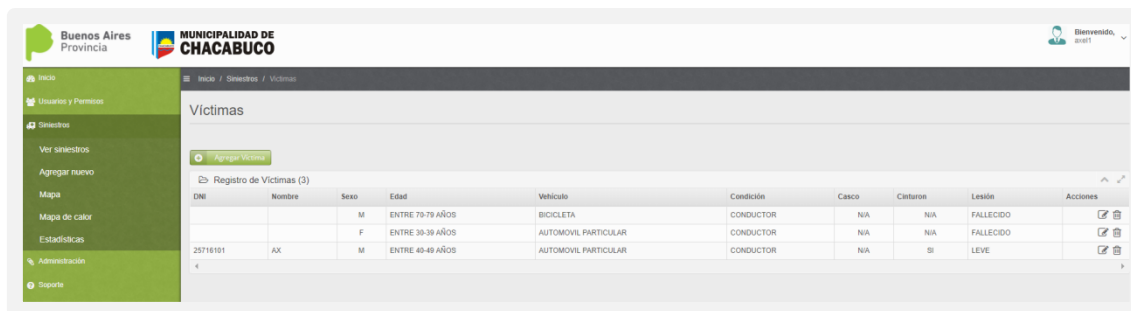 Buenos Aires
Provincia
MUNICIPALIDAD DE
CHACABUCO
Bienvenido,
axel1
Inicio
Usuarios y Permisos
Siniestros
Ver siniestros
Agregar nuevo
Mapa
Mapa de calor
Estadísticas
Administración
Soporte
Inicio / Siniestros / Víctimas
Víctimas
Agregar Víctima
Registro de Víctimas (3)
DNI Nombre Sexo Edad Vehículo Condición Casco Cinturon Lesión Acciones
M ENTRE 70-79 AÑOS BICICLETA CONDUCTOR N/A N/A FALLECIDO
F ENTRE 30-39 AÑOS AUTOMOVIL PARTICULAR CONDUCTOR N/A N/A FALLECIDO
25716101 AX M ENTRE 40-49 AÑOS AUTOMOVIL PARTICULAR CONDUCTOR N/A SI LEVE